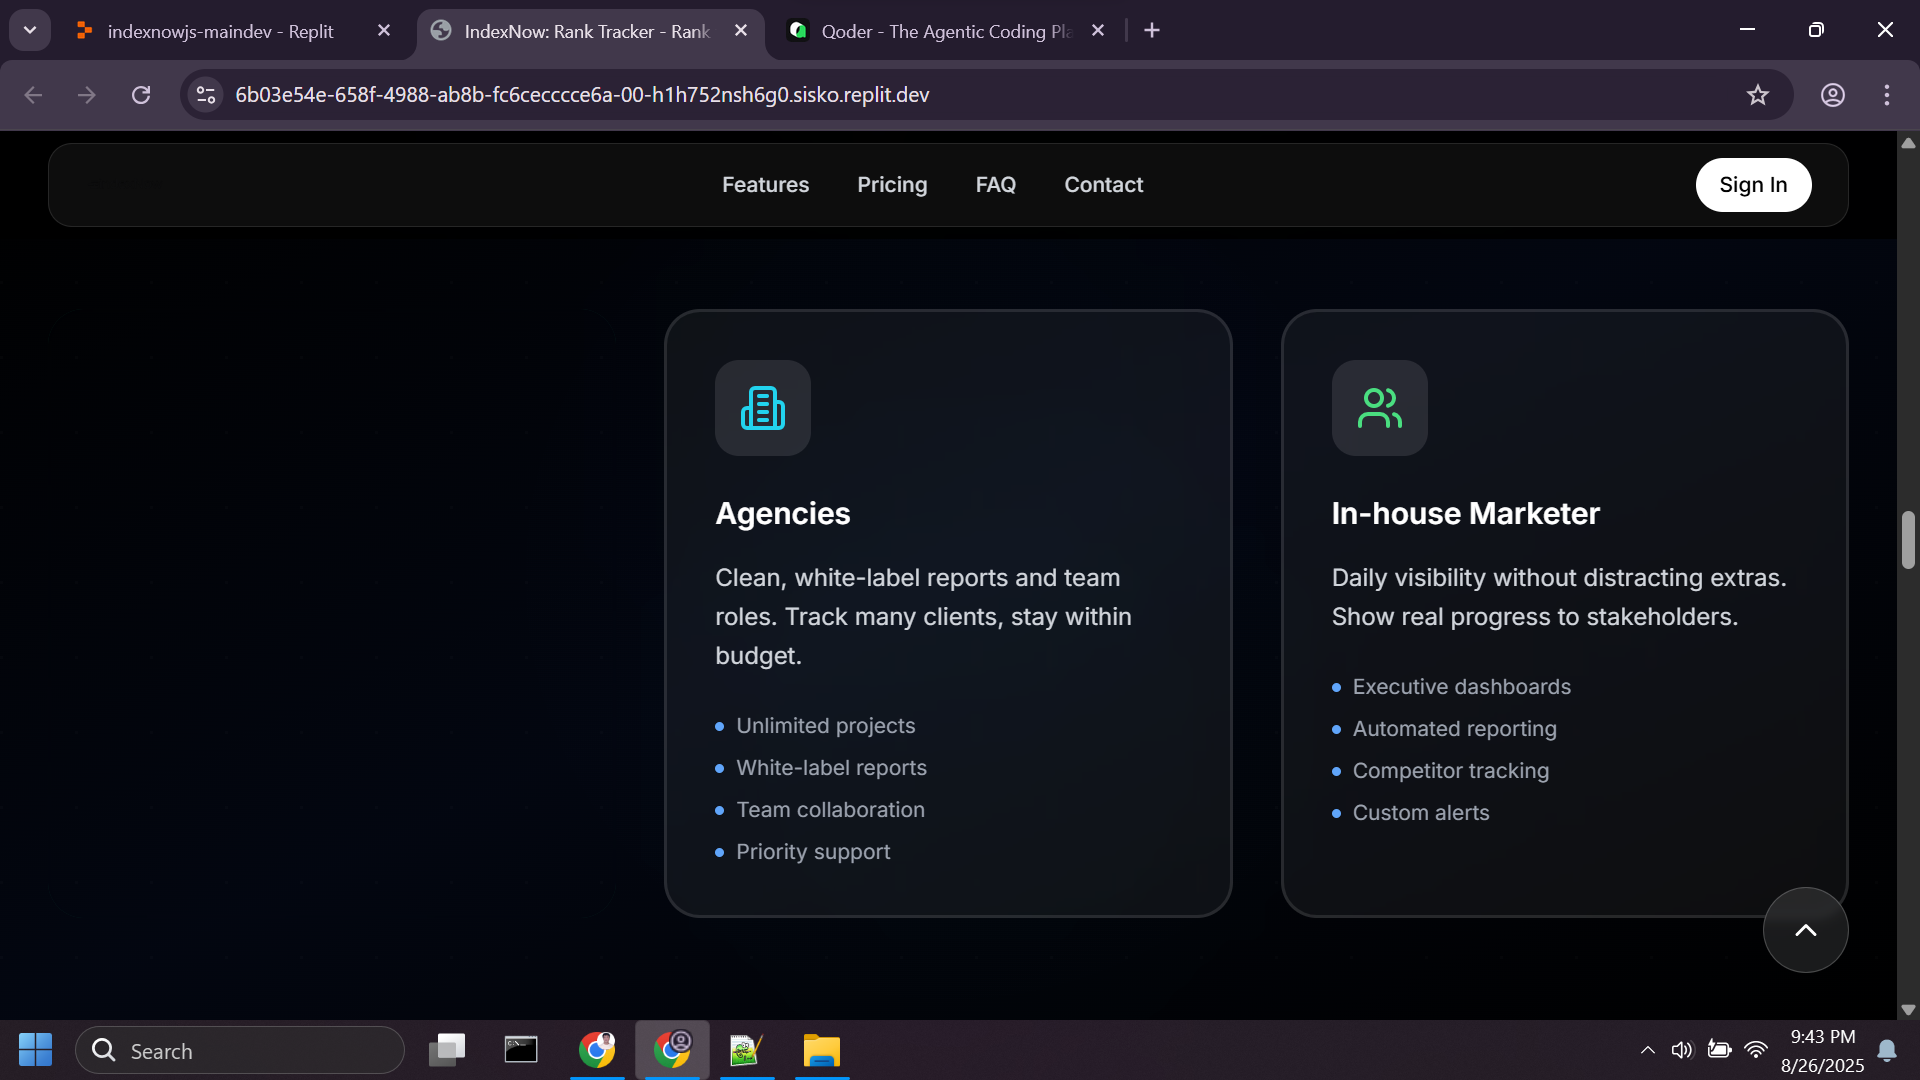 indexnowjs-maindev - Replit
IndexNow: Rank Tracker - Rank
Qoder - The Agentic Coding Pla
6b03e54e-658f-4988-ab8b-fc6cecccce6a-00-h1h752nsh6g0.sisko.replit.dev
Features
Pricing
FAQ
Contact
Sign In
Agencies
Clean, white-label reports and team
roles. Track many clients, stay within
budget.
Unlimited projects
White-label reports
Team collaboration
Priority support
In-house Marketer
Daily visibility without distracting extras.
Show real progress to stakeholders.
Executive dashboards
Automated reporting
Competitor tracking
Custom alerts
Search
9:43 PM
8/26/2025